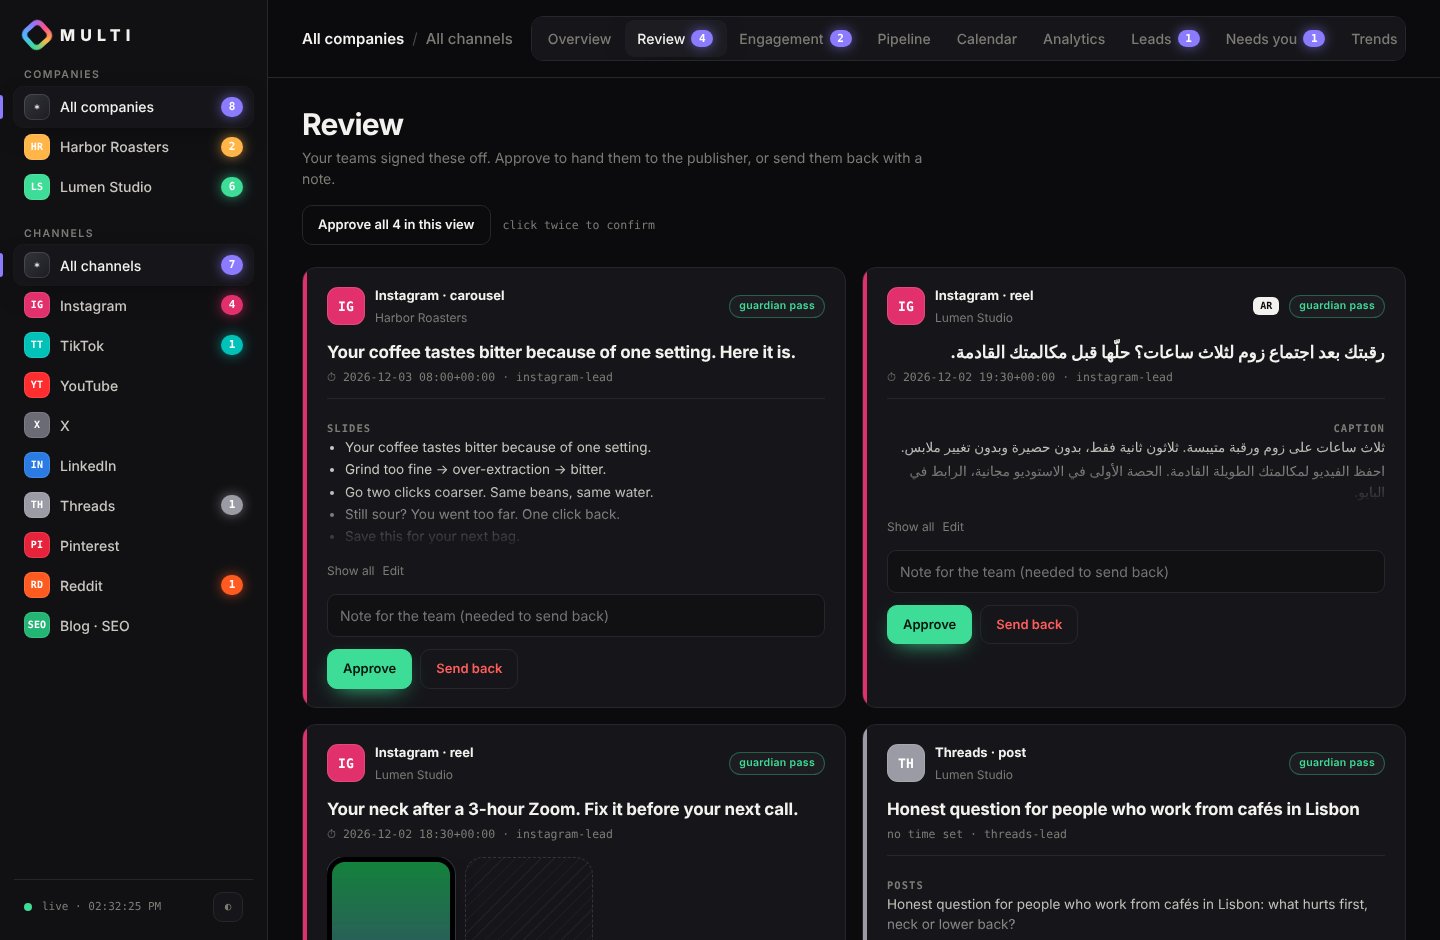 MULTI
COMPANIES
* All companies 8
HR Harbor Roasters 2
LS Lumen Studio 6
CHANNELS
* All channels 7
IG Instagram 4
TT TikTok 1
YT YouTube
X X
IN LinkedIn
TH Threads 1
PI Pinterest
RD Reddit 1
SEO Blog · SEO
live · 02:32:25 PM
All companies / All channels
Overview Review 4 Engagement 2 Pipeline Calendar Analytics Leads 1 Needs you 1 Trends
Review
Your teams signed these off. Approve to hand them to the publisher, or send them back with a
note.
Approve all 4 in this view click twice to confirm
IG Instagram · carousel guardian pass
Harbor Roasters
Your coffee tastes bitter because of one setting. Here it is.
2026-12-03 08:00+00:00 · instagram-lead
SLIDES
• Your coffee tastes bitter because of one setting.
• Grind too fine → over-extraction → bitter.
• Go two clicks coarser. Same beans, same water.
• Still sour? You went too far. One click back.
• Save this for your next bag.
Show all Edit
Note for the team (needed to send back)
Approve Send back
IG Instagram · reel AR guardian pass
Lumen Studio
رقبتك بعد اجتماع زوم لثلاث ساعات؟ حلّها قبل مكالمتك القادمة.
2026-12-02 19:30+00:00 · instagram-lead
CAPTION
ثلاث ساعات على زوم ورقبة متيبسة. ثلاثون ثانية فقط، بدون حصيرة وبدون تغيير ملابس.
احفظ الفيديو لمكالمتك الطويلة القادمة. الحصة الأولى في الاستوديو مجانية، الرابط في
البايو.
Show all Edit
Note for the team (needed to send back)
Approve Send back
IG Instagram · reel guardian pass
Lumen Studio
Your neck after a 3-hour Zoom. Fix it before your next call.
2026-12-02 18:30+00:00 · instagram-lead
TH Threads · post guardian pass
Lumen Studio
Honest question for people who work from cafés in Lisbon
no time set · threads-lead
POSTS
Honest question for people who work from cafés in Lisbon: what hurts first,
neck or lower back?